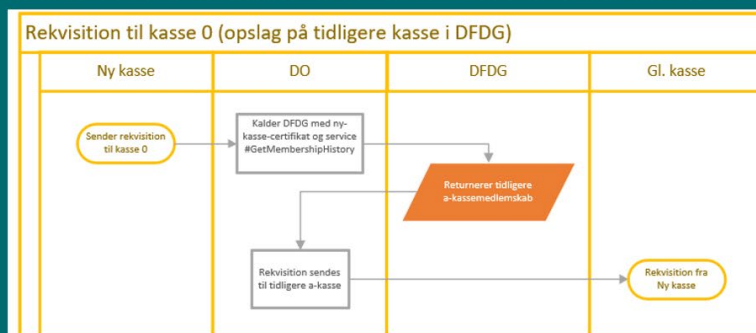 Rekvisition til kasse 0 (opslag på tidligere kasse i DFDG)
Ny kasse
DO
DFDG
Gl. kasse
Sender rekvisition
til kasse 0
Kalder DFDG med ny-
kasse-certifikat og service
#GetMembershipHistory
Returnerer tidligere
a-kassemedlemskab
Rekvisition sendes
til tidligere a-kasse
Rekvisition fra
Ny kasse